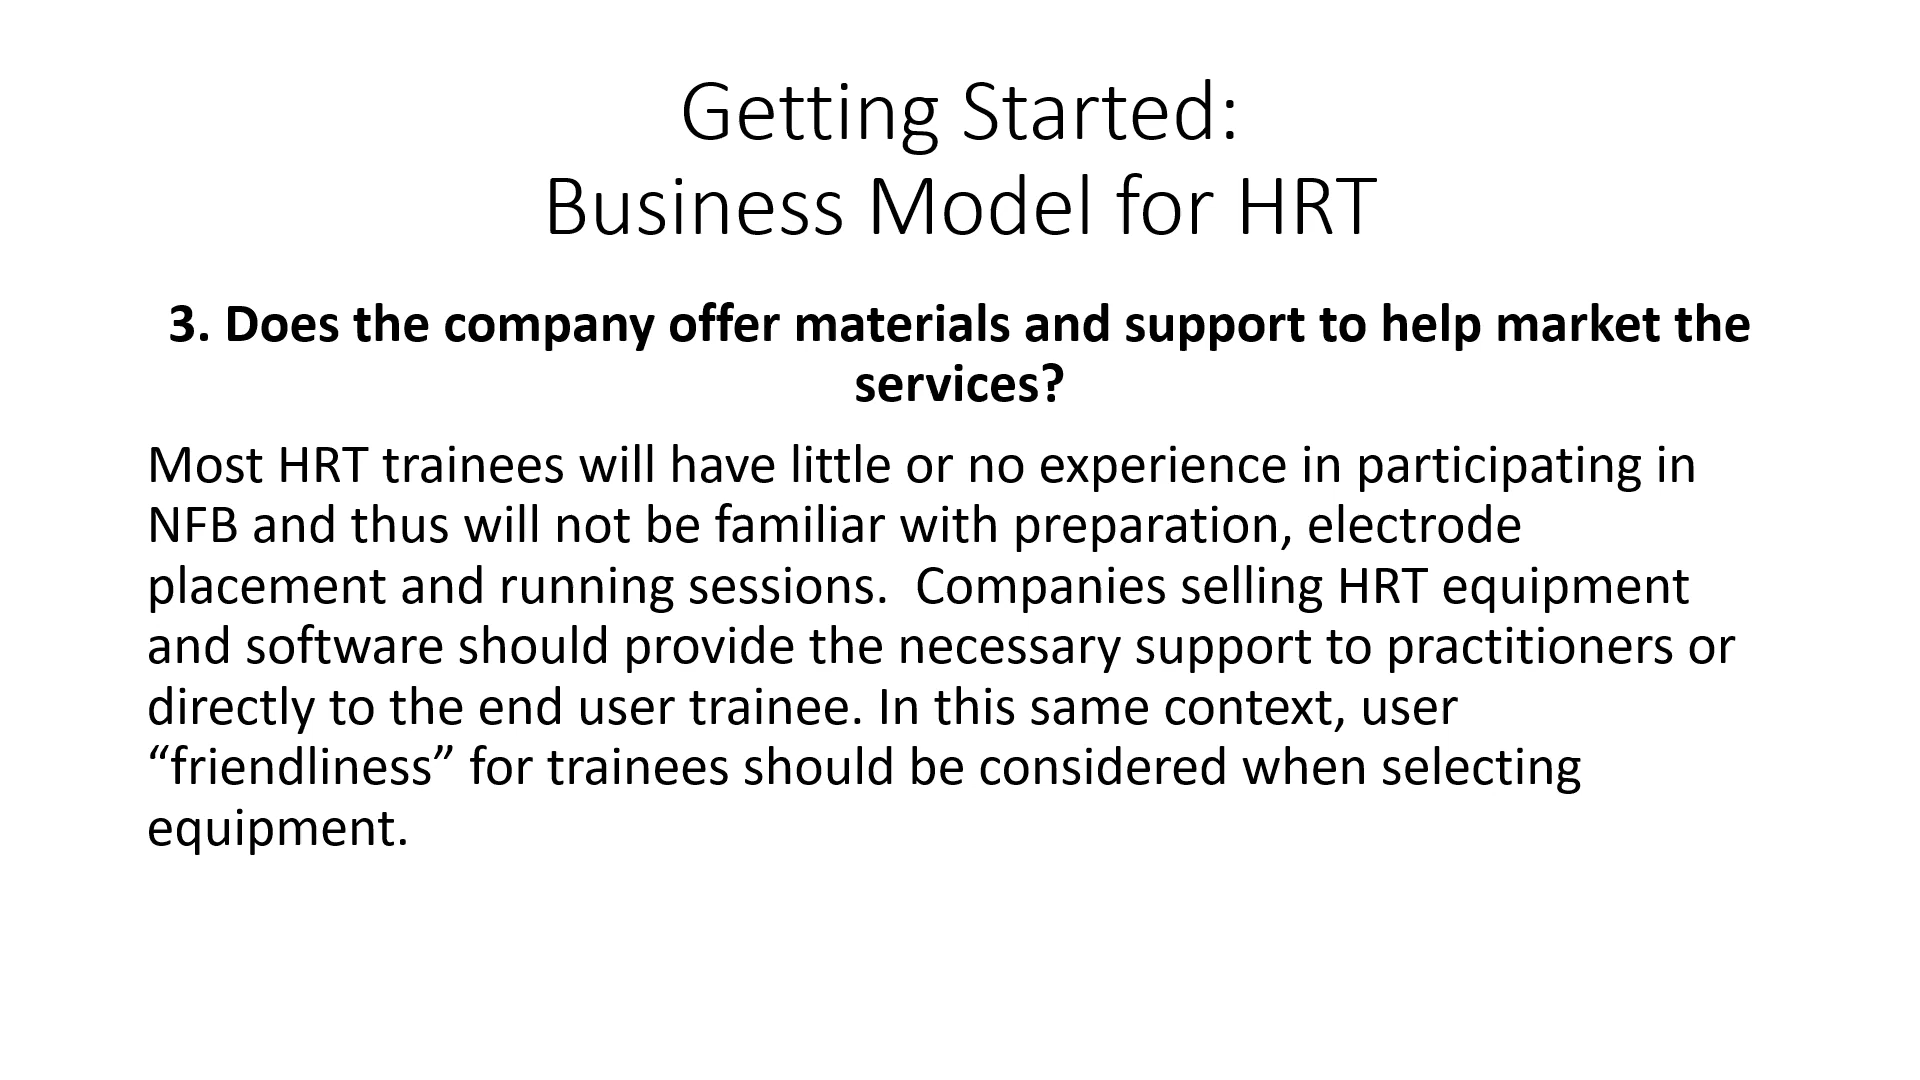 Getting Started:
Business Model for HRT
3. Does the company offer materials and support to help market the
services?
Most HRT trainees will have little or no experience in participating in
NFB and thus will not be familiar with preparation, electrode
placement and running sessions.  Companies selling HRT equipment
and software should provide the necessary support to practitioners or
directly to the end user trainee. In this same context, user
“friendliness” for trainees should be considered when selecting
equipment.